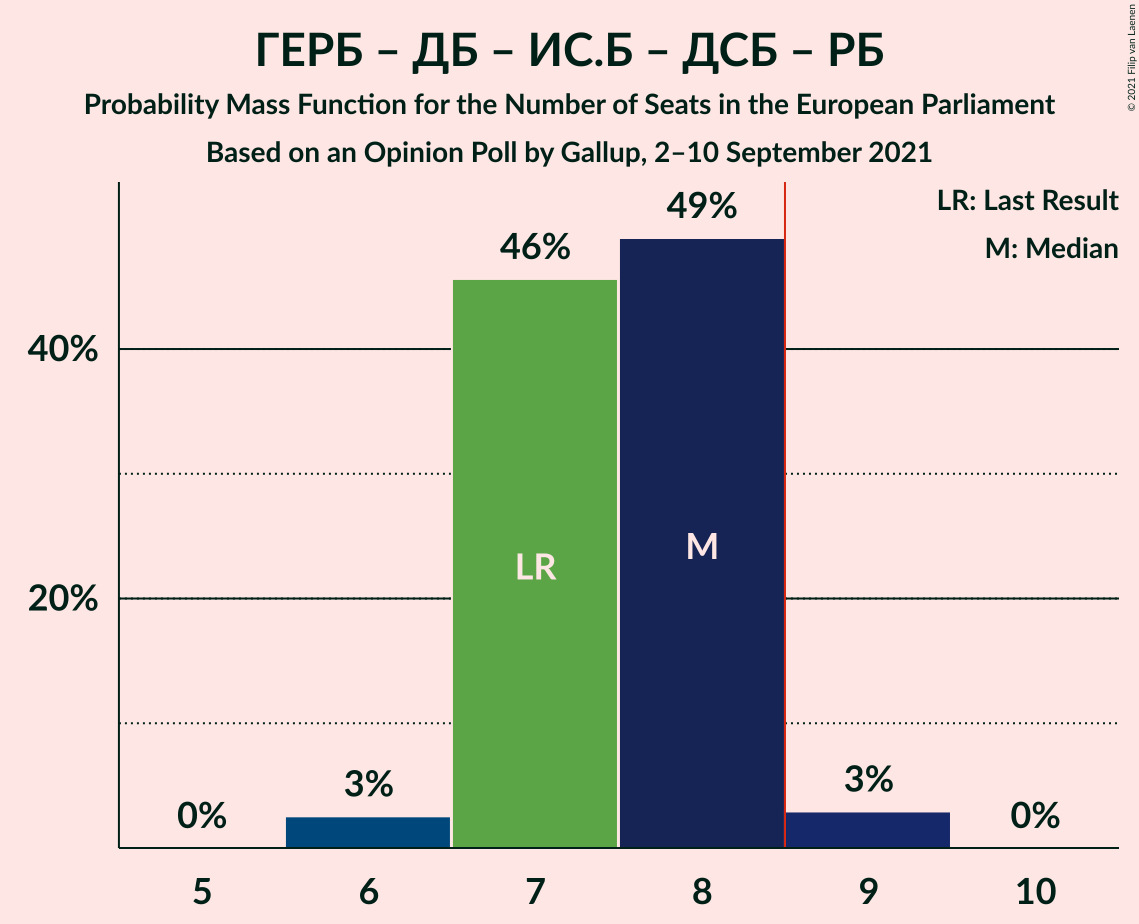 ГЕРБ – ДБ – ИС.Б – ДСБ – РБ
Probability Mass Function for the Number of Seats in the European Parliament
Based on an Opinion Poll by Gallup, 2–10 September 2021
© 2021 Filip van Laenen
LR: Last Result
M: Median
49%
46%
40%
LR
M
20%
0%
3%
3%
0%
5 6 7 8 9 10